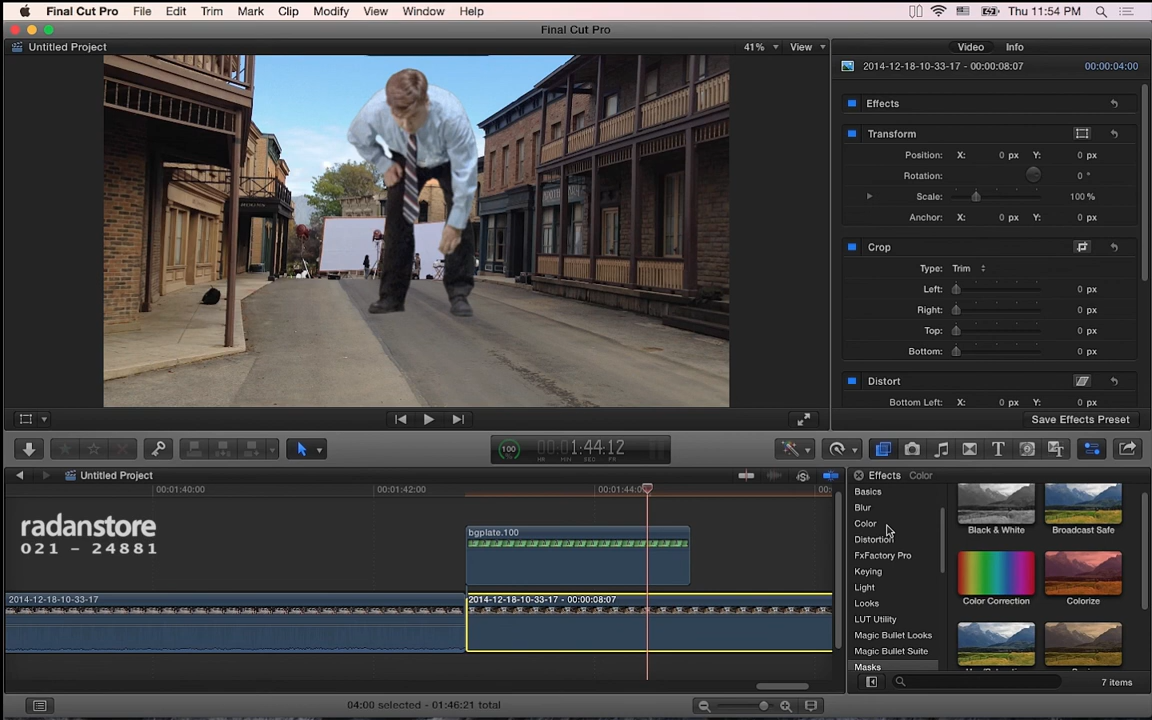 Final Cut Pro File Edit Trim Mark Clip Modify View Window Help Thu 11:54 PM
Final Cut Pro
Untitled Project 41% View
Video Info
2014-12-18-10-33-17 - 00:00:08:07 00:00:04:00
Effects
Transform
Position: X: 0 px Y: 0 px
Rotation: 0 °
Scale: 100 %
Anchor: X: 0 px Y: 0 px
Crop
Type: Trim
Left: 0 px
Right: 0 px
Top: 0 px
Bottom: 0 px
Distort
Bottom Left: X: 0 px Y: 0 px
Save Effects Preset
100 1:44:12
Untitled Project
00:01:40:00 00:01:42:00 00:01:44:0
radanstore
021 - 24881
bgplate.100
2014-12-18-10-33-17
2014-12-18-10-33-17 - 00:00:08:07
Effects Color
Basics
Blur
Color
Distortion
FxFactory Pro
Keying
Light
Looks
LUT Utility
Magic Bullet Looks
Magic Bullet Suite
Masks
Black & White Broadcast Safe
Color Correction Colorize
7 items
04:00 selected - 01:46:21 total